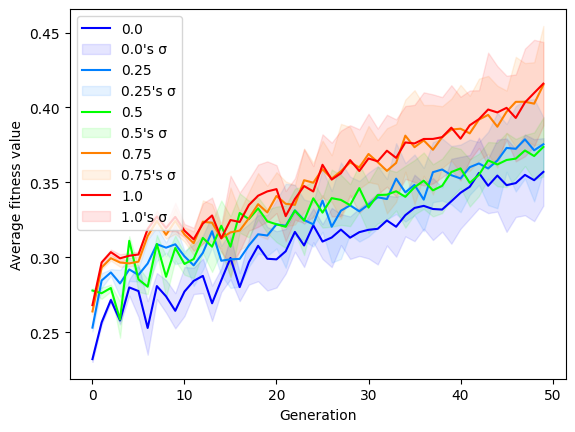 0.45
0.40
0.35
0.30
0.25
Average fitness value
0.0
0.0's σ
0.25
0.25's σ
0.5
0.5's σ
0.75
0.75's σ
1.0
1.0's σ
0 10 20 30 40 50
Generation